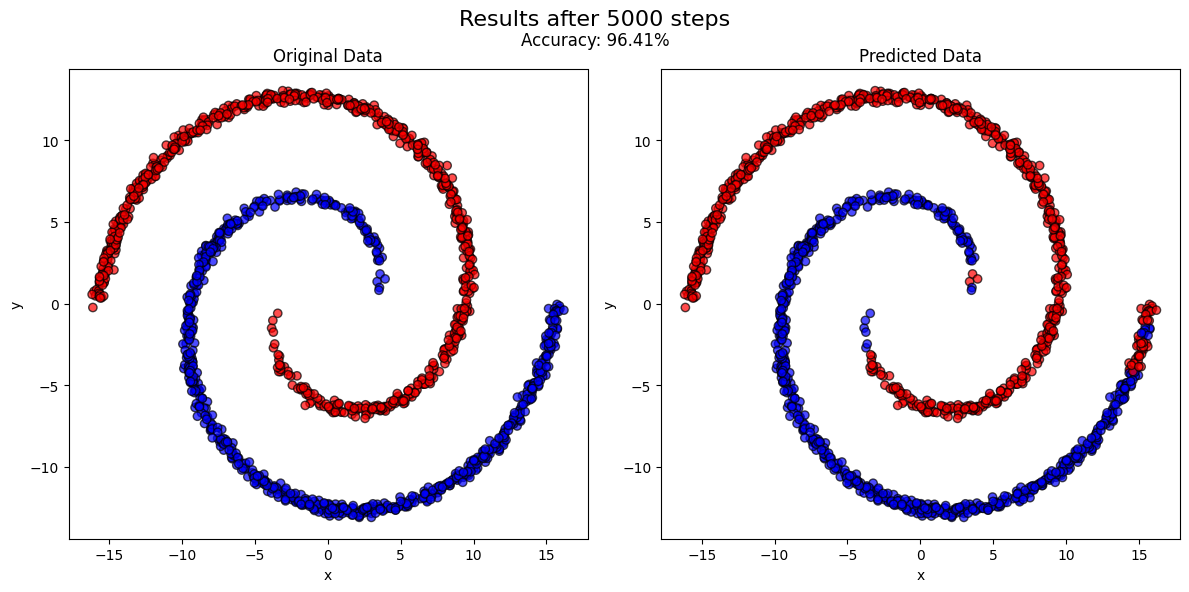 Results after 5000 steps
Accuracy: 96.41%
Original Data
10
5
0
−5
−10
y
−15 −10 −5 0 5 10 15
x
Predicted Data
10
5
0
−5
−10
y
−15 −10 −5 0 5 10 15
x